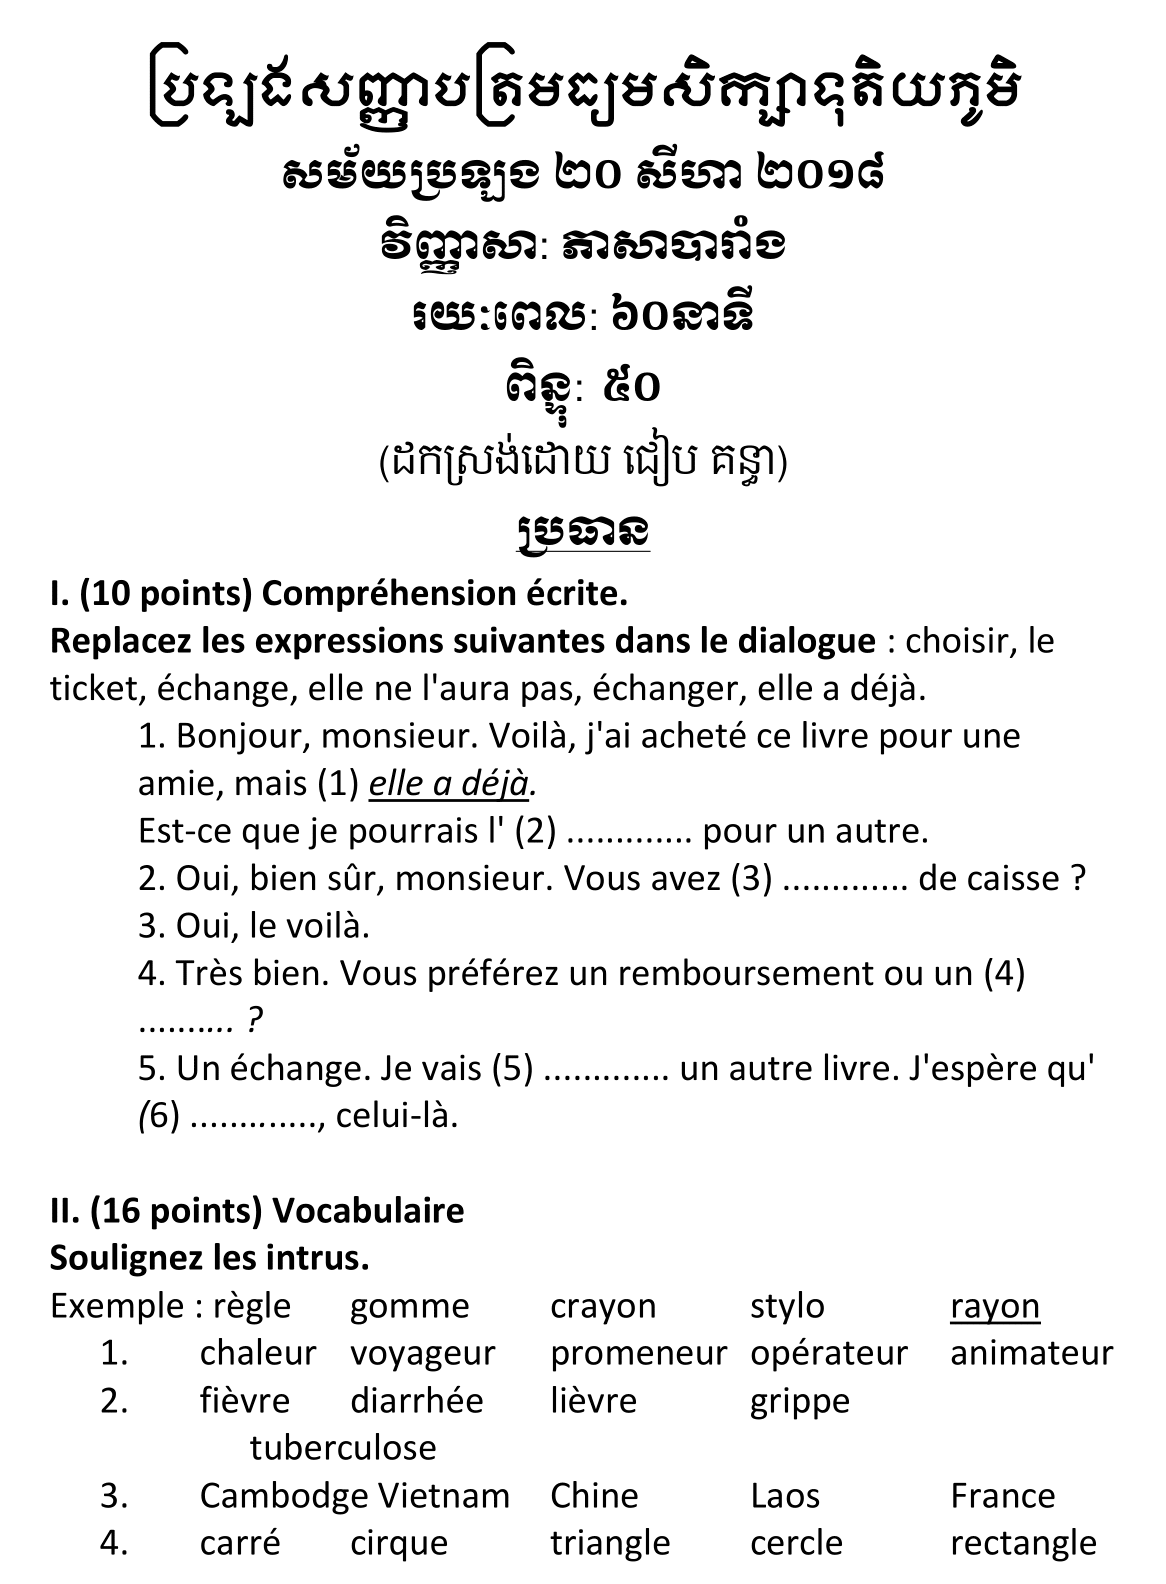 ប្រឡងសញ្ញាបត្រមធ្យមសិក្សាទុតិយភូមិ
សម័យប្រឡង ២០ សីហា ២០១៨
វិញ្ញាសា: ភាសាបារាំង
រយៈពេល: ៦០នាទី
ពិន្ទុ: ៥០
(ដកស្រង់ដោយ ជៀប គន្ធា)
ប្រធាន
I. (10 points) Compréhension écrite.
Replacez les expressions suivantes dans le dialogue : choisir, le
ticket, échange, elle ne l'aura pas, échanger, elle a déjà.
1. Bonjour, monsieur. Voilà, j'ai acheté ce livre pour une
amie, mais (1) elle a déjà.
Est-ce que je pourrais l' (2) ............. pour un autre.
2. Oui, bien sûr, monsieur. Vous avez (3) ............. de caisse ?
3. Oui, le voilà.
4. Très bien. Vous préférez un remboursement ou un (4)
.......... ?
5. Un échange. Je vais (5) ............. un autre livre. J'espère qu'
(6) ............., celui-là.
II. (16 points) Vocabulaire
Soulignez les intrus.
Exemple : règle gomme crayon stylo rayon
1. chaleur voyageur promeneur opérateur animateur
2. fièvre diarrhée lièvre grippe
tuberculose
3. Cambodge Vietnam Chine Laos France
4. carré cirque triangle cercle rectangle